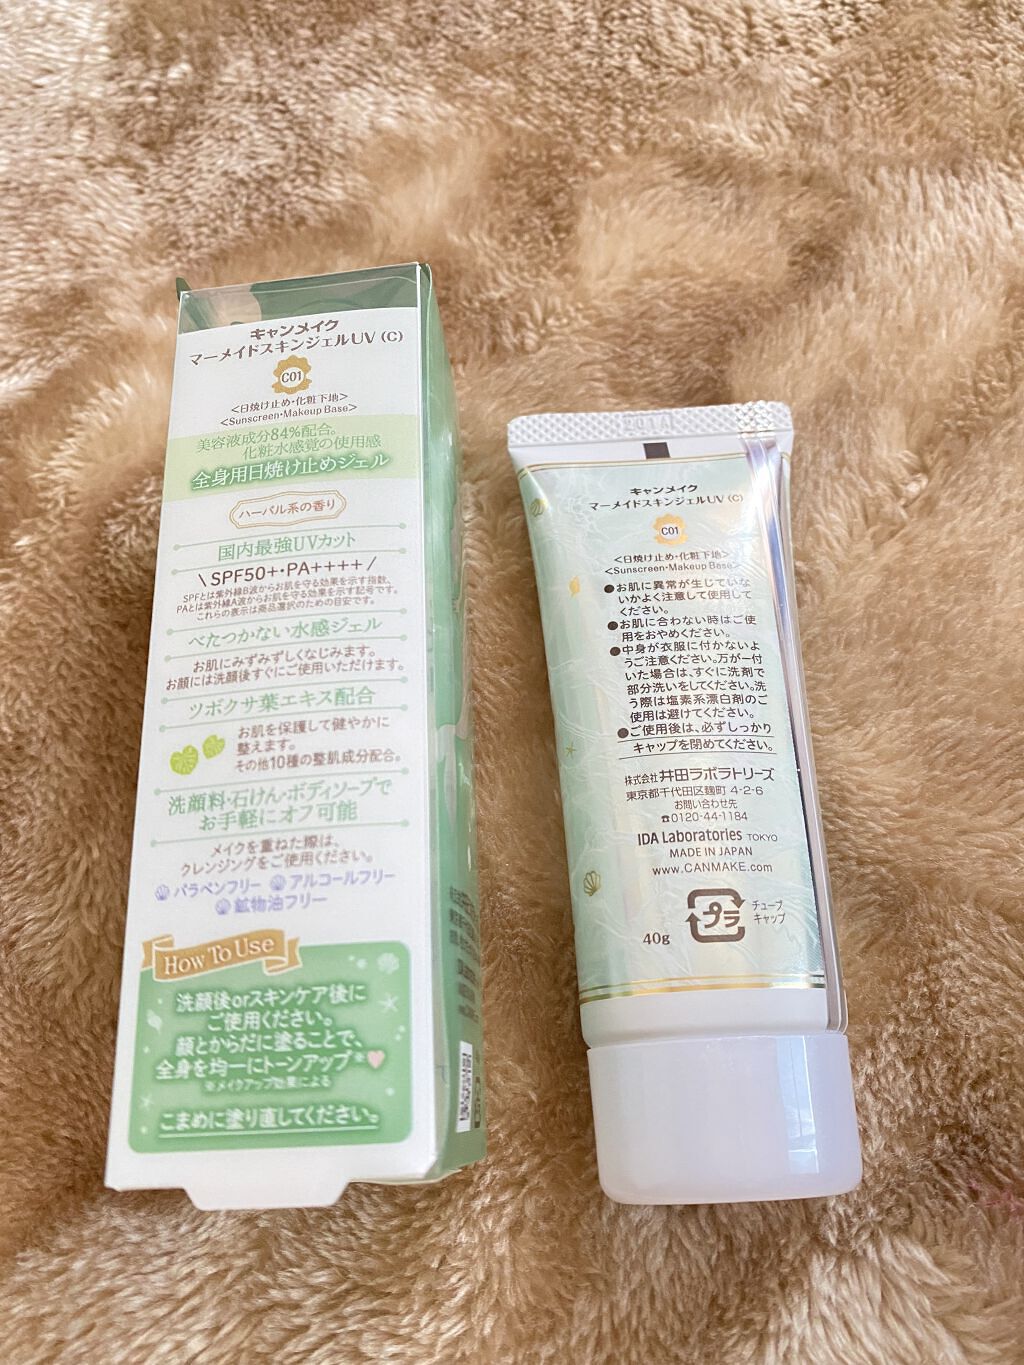 キャンメイク
マーメイドスキンジェルUV (C)
C01
<日焼け止め・化粧下地>
<Sunscreen・Makeup Base>
美容液成分84%配合。
化粧水感覚の使用感
全身用日焼け止めジェル
ハーバル系の香り
国内最強UVカット
\ SPF50+・PA++++ /
SPFとは紫外線B波からお肌を守る効果を示す指数、
PAとは紫外線A波からお肌を守る効果を示す記号です。
これらの表示は商品選択のための目安です。
べたつかない水感ジェル
お肌にみずみずしくなじみます。
お顔には洗顔後すぐにご使用いただけます。
ツボクサ葉エキス配合
お肌を保護して健やかに
整えます。
その他10種の整肌成分配合。
洗顔料・石けん・ボディソープで
お手軽にオフ可能
メイクを重ねた際は、
クレンジングをご使用ください。
パラベンフリー アルコールフリー
鉱物油フリー
How To Use
洗顔後orスキンケア後に
ご使用ください。
顔とからだに塗ることで、
全身を均一にトーンアップ※
※メイクアップ効果による
こまめに塗り直してください。
キャンメイク
マーメイドスキンジェルUV (C)
C01
<日焼け止め・化粧下地>
<Sunscreen・Makeup Base>
●お肌に異常が生じていな
いかよく注意して使用して
ください。
●お肌に合わない時はご使
用をおやめください。
●中身が衣服に付かないよ
うご注意ください。万が一付
いた場合は、すぐに洗剤で
部分洗いをしてください。洗
う際は塩素系漂白剤のご
使用は避けてください。
●ご使用後は、必ずしっかり
キャップを閉めてください。
株式会社 井田ラボラトリーズ
東京都千代田区麹町 4-2-6
お問い合わせ先
☎0120-44-1184
IDA Laboratories TOKYO
MADE IN JAPAN
www.CANMAKE.com
40g
プラ
チューブ
キャップ